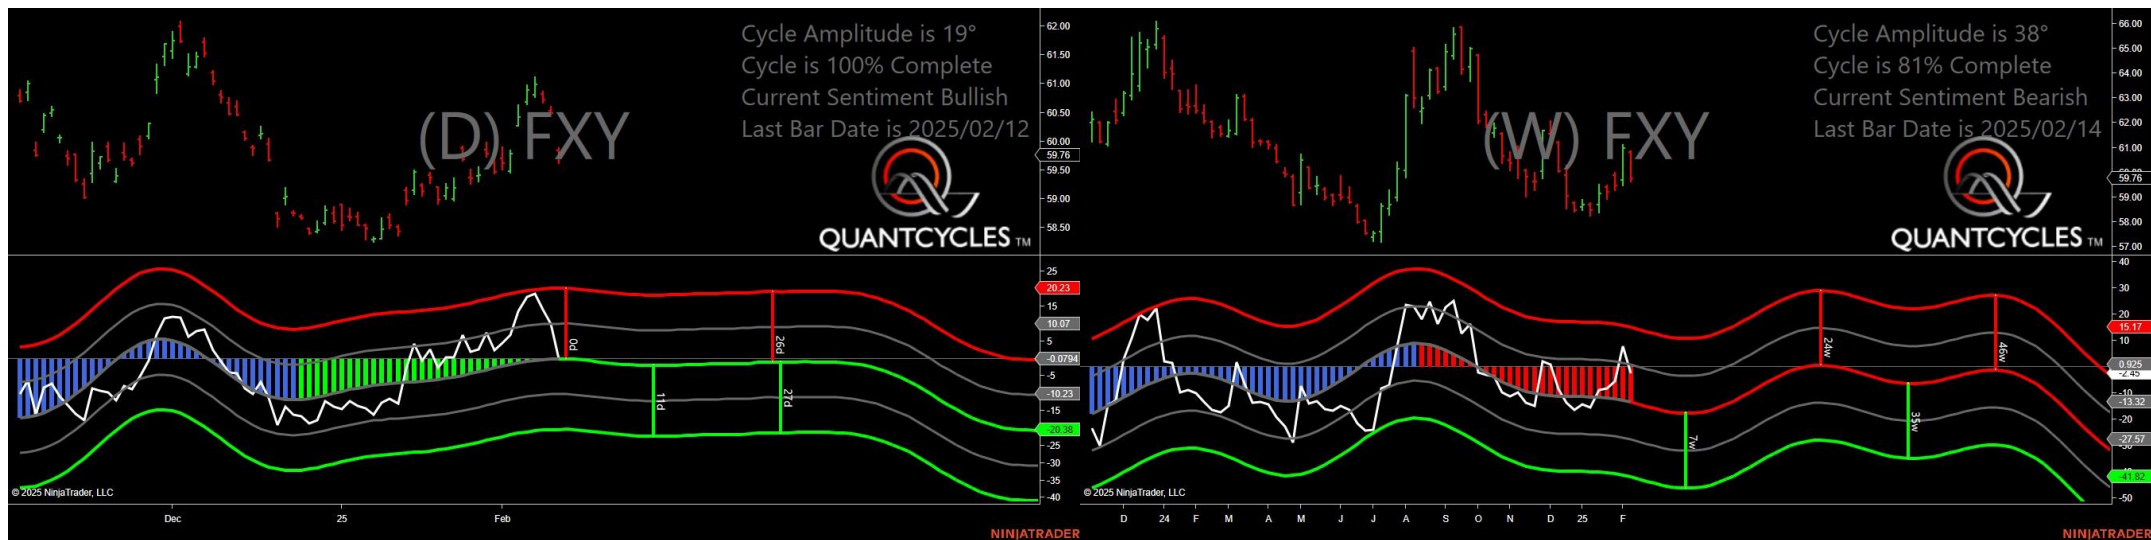 Cycle Amplitude is 19°
Cycle is 100% Complete
Current Sentiment Bullish
Last Bar Date is 2025/02/12
(D) FXY
QUANTCYCLES TM
62.00
61.50
61.00
60.50
60.00
59.76
59.50
59.00
58.50
25
20.23
15
10.07
-0.0794
-5
-10.23
-15
-20.38
-25
-30
-35
-40
0d
26d
11d
27d
© 2025 NinjaTrader, LLC
Dec
25
Feb
NINJATRADER
Cycle Amplitude is 38°
Cycle is 81% Complete
Current Sentiment Bearish
Last Bar Date is 2025/02/14
(W) FXY
QUANTCYCLES TM
66.00
65.00
64.00
63.00
62.00
61.00
59.76
59.00
58.00
57.00
40
30
20
15.17
10
0.925
-2.45
-10
-13.32
-20
-27.57
-41.82
-50
24w
46w
7w
35w
© 2025 NinjaTrader, LLC
D
24
F
M
A
M
J
J
A
S
O
N
D
25
F
NINJATRADER